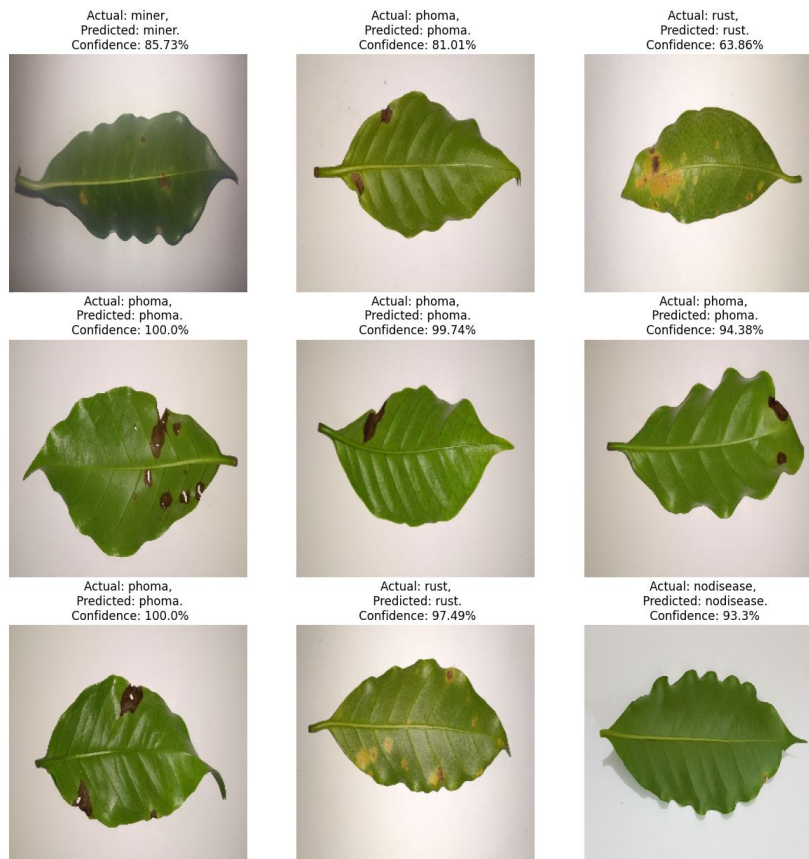 Actual: miner,
Predicted: miner.
Confidence: 85.73%
Actual: phoma,
Predicted: phoma.
Confidence: 81.01%
Actual: rust,
Predicted: rust.
Confidence: 63.86%
Actual: phoma,
Predicted: phoma.
Confidence: 100.0%
Actual: phoma,
Predicted: phoma.
Confidence: 99.74%
Actual: phoma,
Predicted: phoma.
Confidence: 94.38%
Actual: phoma,
Predicted: phoma.
Confidence: 100.0%
Actual: rust,
Predicted: rust.
Confidence: 97.49%
Actual: nodisease,
Predicted: nodisease.
Confidence: 93.3%